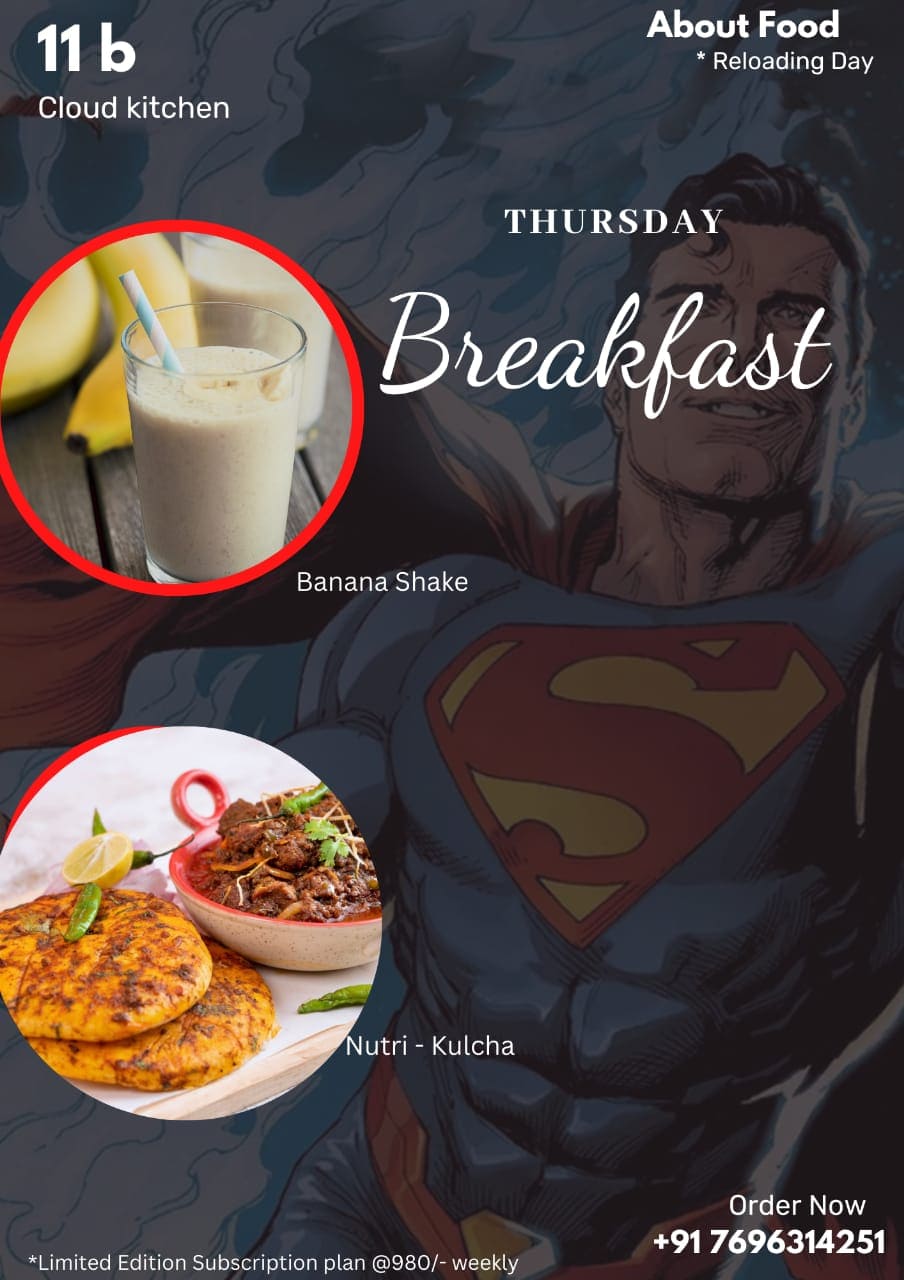 11 b
Cloud kitchen
About Food
* Reloading Day
THURSDAY
Breakfast
Banana Shake
Nutri - Kulcha
Order Now
+91 7696314251
*Limited Edition Subscription plan @980/- weekly